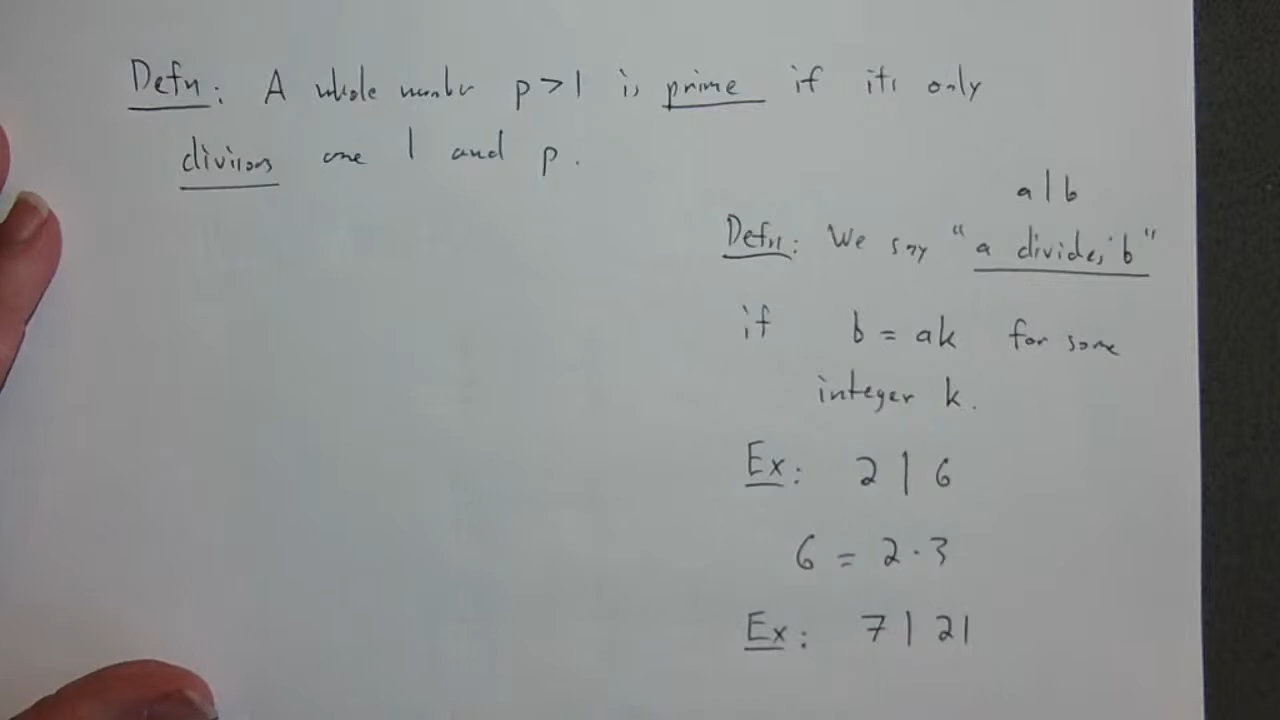 Defn: A whole number p > 1 is prime if its only
divisors are 1 and p.
a | b
Defn: We say "a divides b"
if b = ak for some
integer k.
Ex: 2 | 6
6 = 2 · 3
Ex: 7 | 21